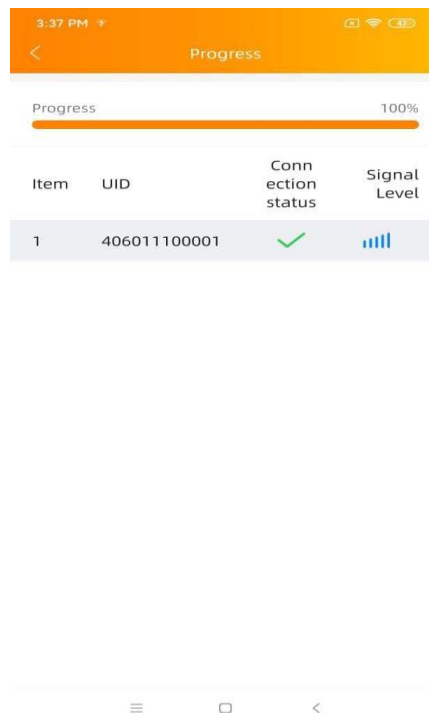 3:37 PM
Progress
Progress 100%
Item UID Conn ection status Signal Level
1 406011100001